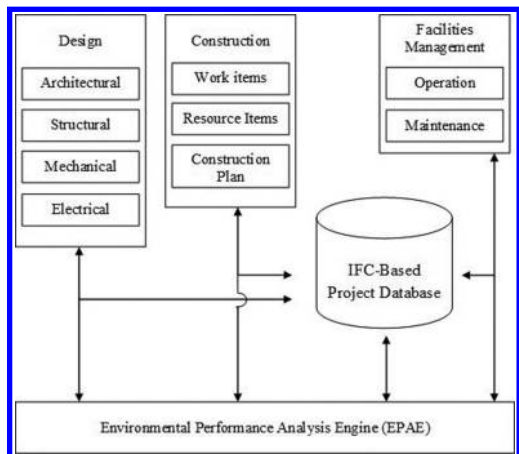 Design
Architectural
Structural
Mechanical
Electrical
Construction
Work items
Resource Items
Construction
Plan
Facilities
Management
Operation
Maintenance
IFC-Based
Project Database
Environmental Performance Analysis Engine (EPAE)